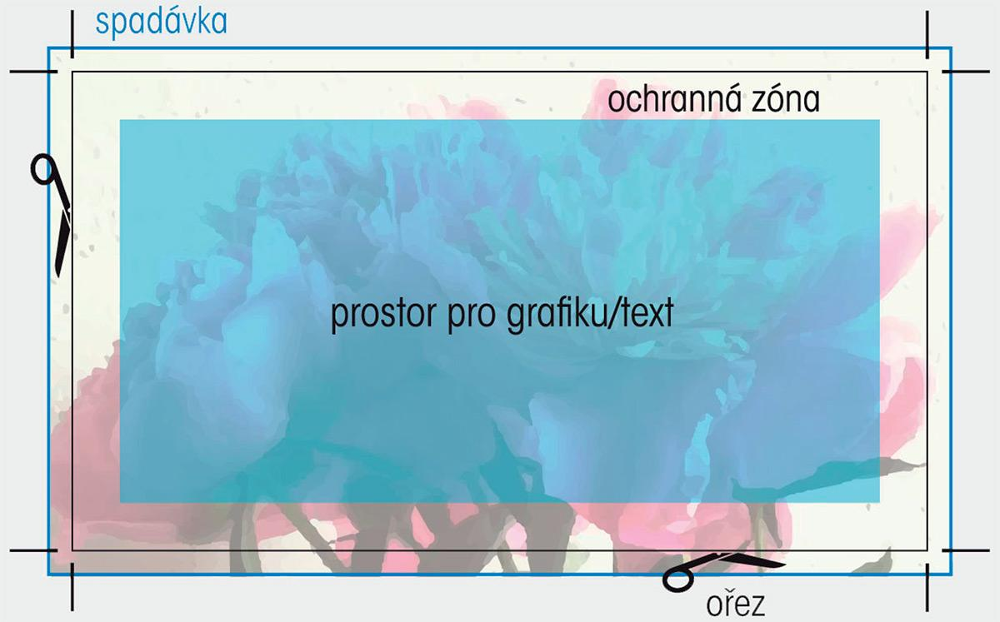 spadávka
ochranná zóna
prostor pro grafiku/text
ořez